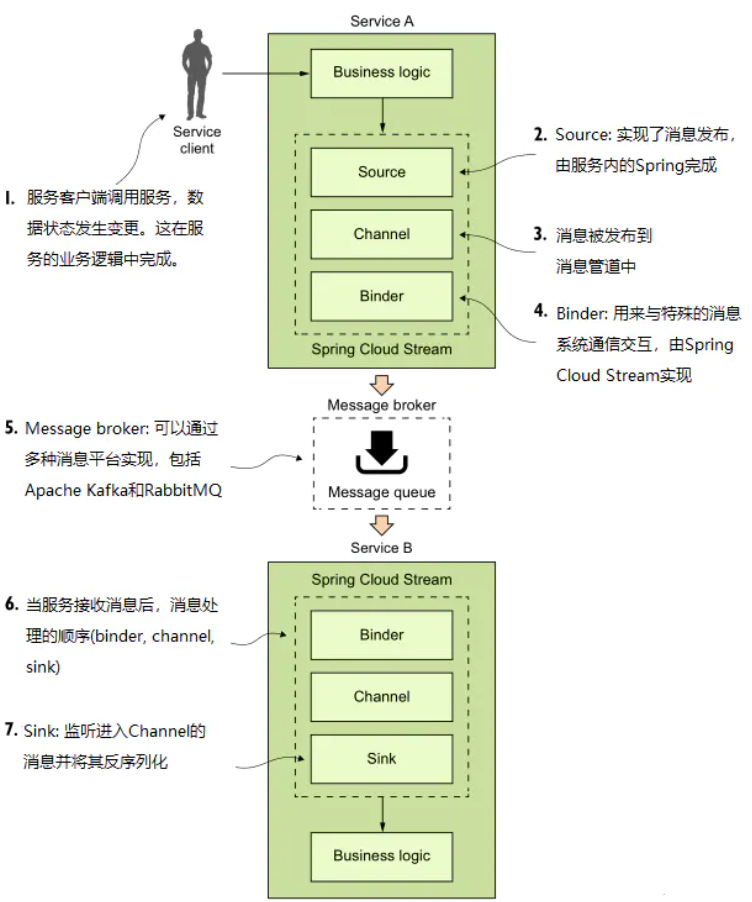 Service A
Business logic
Service
client
1. 服务客户端调用服务，数
据状态发生变更。这在服
务的业务逻辑中完成。
Source
Channel
Binder
Spring Cloud Stream
2. Source: 实现了消息发布，
由服务内的Spring完成
3. 消息被发布到
消息管道中
4. Binder: 用来与特殊的消息
系统通信交互，由Spring
Cloud Stream实现
Message broker
Message queue
5. Message broker: 可以通过
多种消息平台实现，包括
Apache Kafka和RabbitMQ
Service B
Spring Cloud Stream
Binder
Channel
Sink
Business logic
6. 当服务接收消息后，消息处
理的顺序(binder, channel,
sink)
7. Sink: 监听进入Channel的
消息并将其反序列化